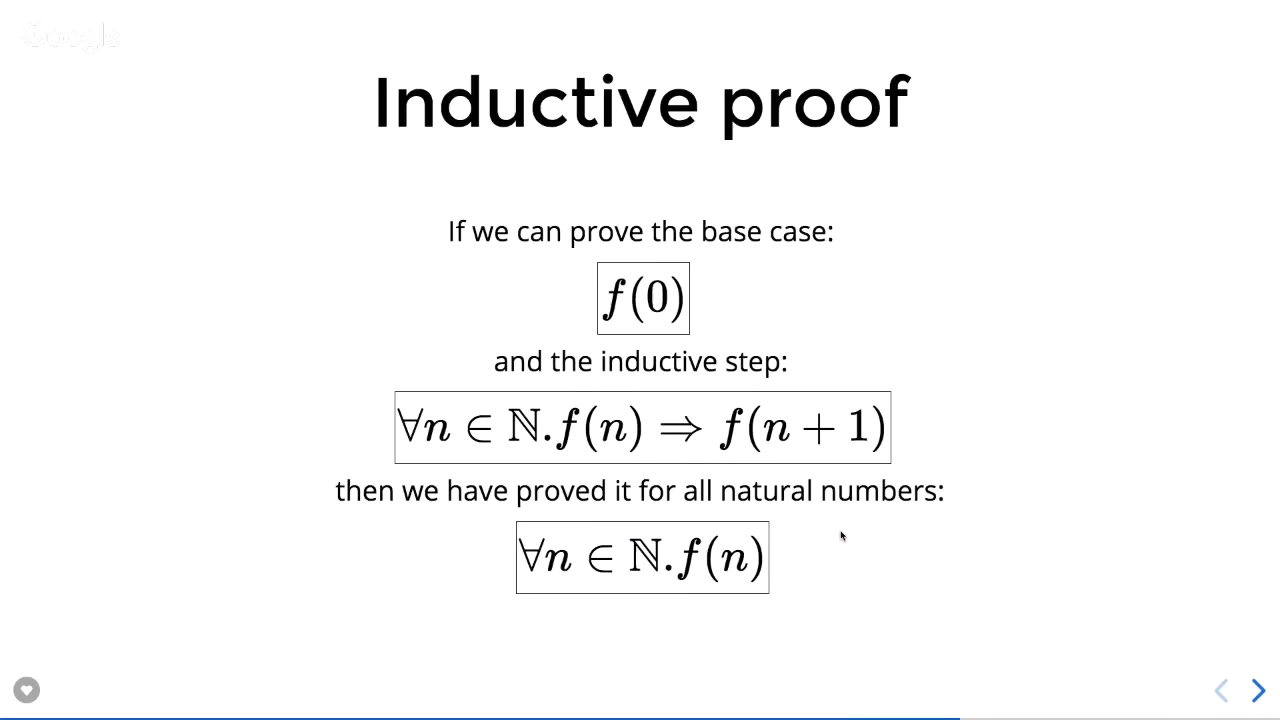 Google
Inductive proof
If we can prove the base case:
f(0)
and the inductive step:
∀n ∈ ℕ.f(n) ⇒ f(n + 1)
then we have proved it for all natural numbers:
∀n ∈ ℕ.f(n)